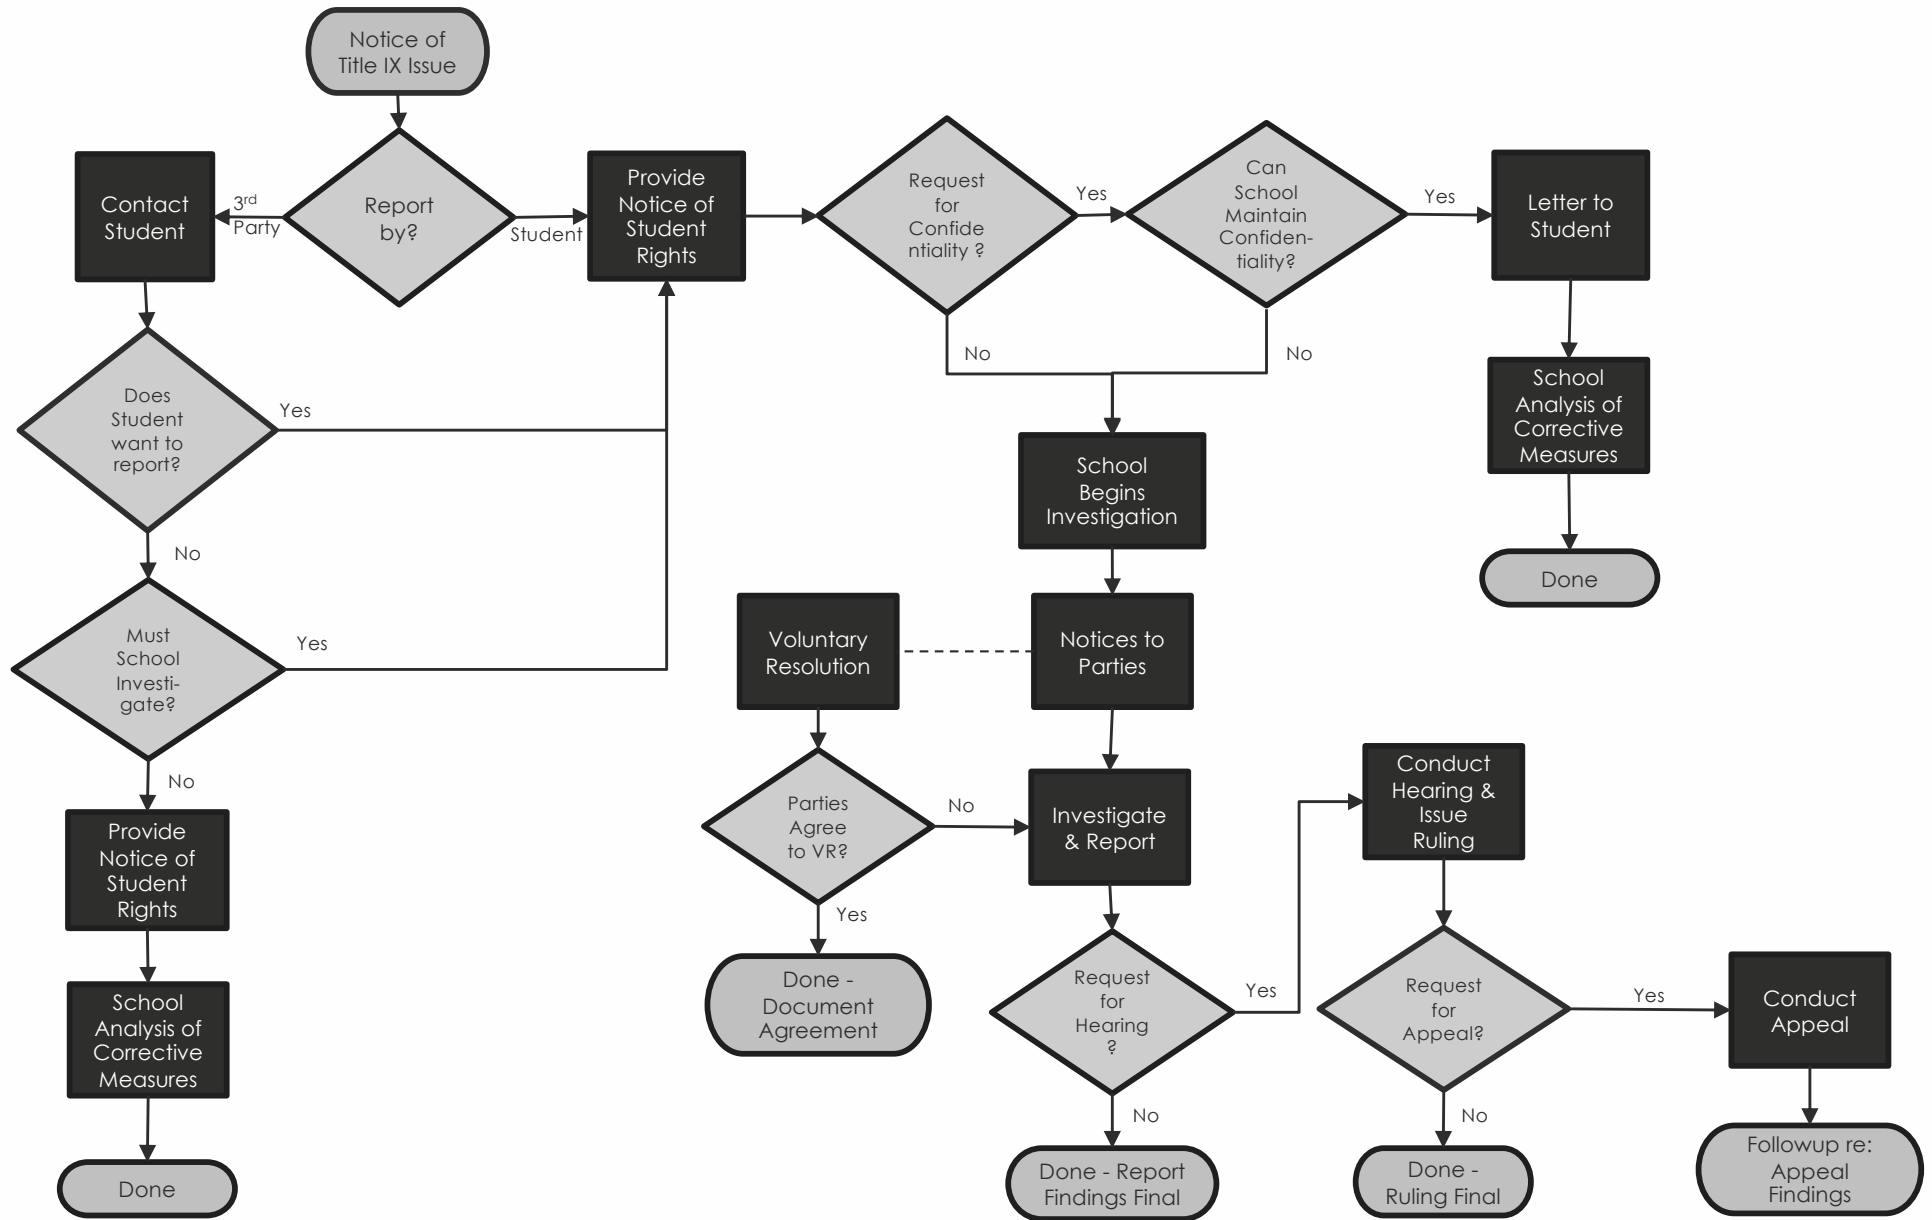 Notice of
Title IX Issue
Contact
Student
3rd
Party
Report
by?
Student
Provide
Notice of
Student
Rights
Request
for
Confide
ntiality ?
Yes
Can
School
Maintain
Confiden-
tiality?
Yes
Letter to
Student
No
No
Does
Student
want to
report?
Yes
No
School
Analysis of
Corrective
Measures
School
Begins
Investigation
Done
Must
School
Investi-
gate?
Yes
No
Voluntary
Resolution
Notices to
Parties
Provide
Notice of
Student
Rights
Parties
Agree
to VR?
No
Yes
Investigate
& Report
Conduct
Hearing &
Issue
Ruling
School
Analysis of
Corrective
Measures
Done -
Document
Agreement
Request
for
Hearing
?
Yes
No
Request
for
Appeal?
Yes
No
Conduct
Appeal
Done
Done - Report
Findings Final
Done -
Ruling Final
Followup re:
Appeal
Findings